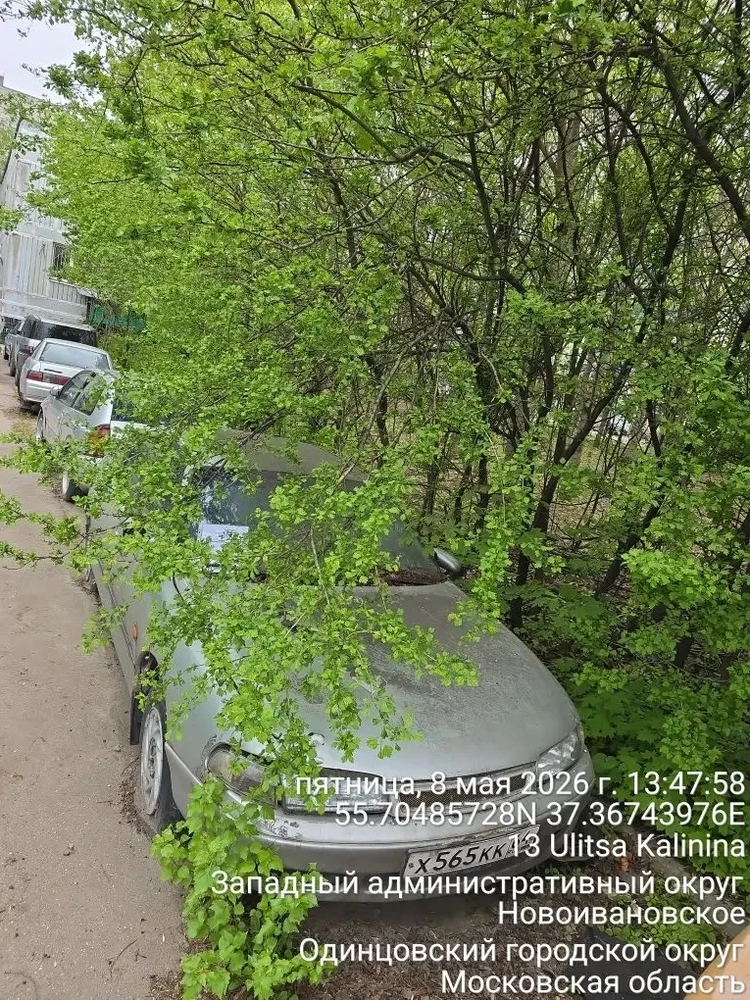 пятница, 8 мая 2026 г. 13:47:58
55.70485728N 37.36743976E
13 Ulitsa Kalinina
Х565КК
Западный административный округ
Новоивановское
Одинцовский городской округ
Московская область